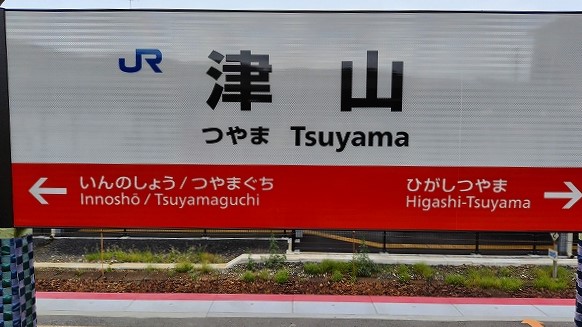 JR
津山
つやま Tsuyama
← いんのしょう / つやまぐち
Innoshō / Tsuyamaguchi
ひがしつやま →
Higashi-Tsuyama